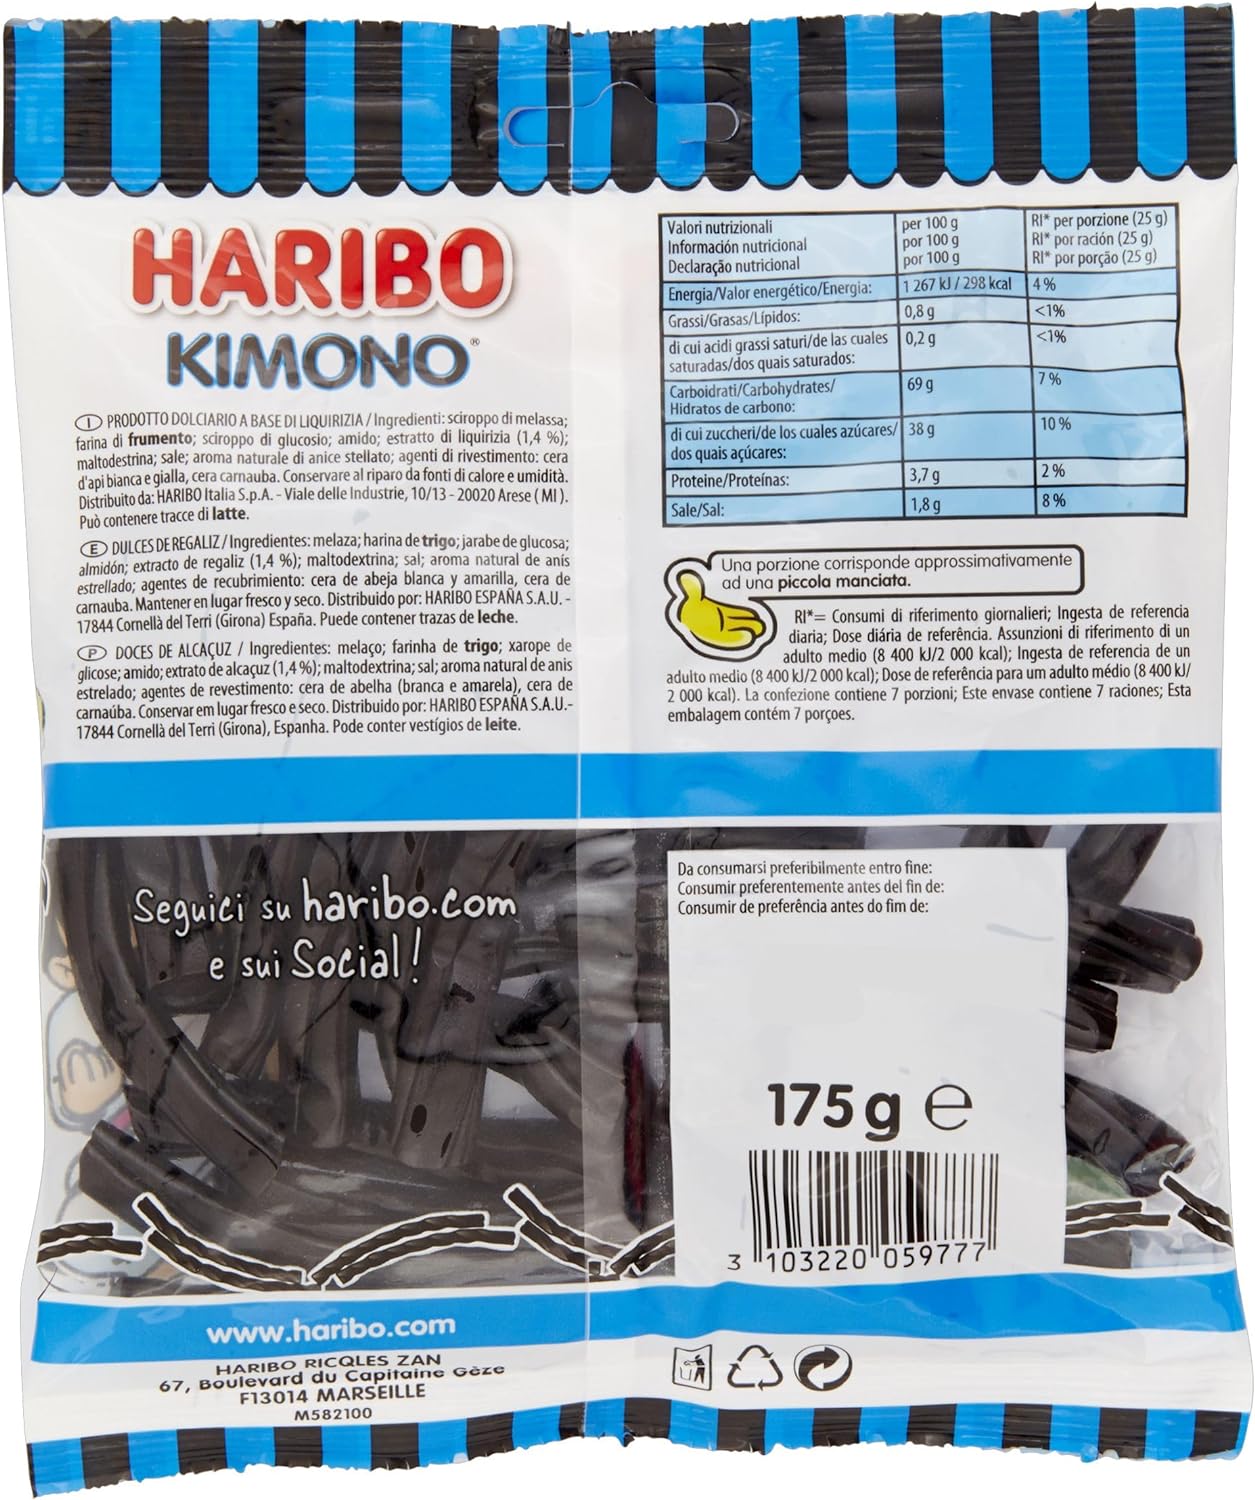 HARIBO
KIMONO®
I PRODOTTO DOLCIARIO A BASE DI LIQUIRIZIA / Ingredienti: sciroppo di melassa;
farina di frumento; sciroppo di glucosio; amido; estratto di liquirizia (1,4 %);
maltodestrina; sale; aroma naturale di anice stellato; agenti di rivestimento: cera
d'api bianca e gialla, cera carnauba. Conservare al riparo da fonti di calore e umidità.
Distribuito da: HARIBO Italia S.p.A. - Viale delle Industrie, 10/13 - 20020 Arese ( MI ).
Può contenere tracce di latte.
E DULCES DE REGALIZ / Ingredientes: melaza; harina de trigo; jarabe de glucosa;
almidón; extracto de regaliz (1,4 %); maltodextrina; sal; aroma natural de anís
estrellado; agentes de recubrimiento: cera de abeja blanca y amarilla, cera de
carnauba. Mantener en lugar fresco y seco. Distribuido por: HARIBO ESPAÑA S.A.U. -
17844 Cornellà del Terri (Girona) España. Puede contener trazas de leche.
P DOCES DE ALCAÇUZ / Ingredientes: melaço; farinha de trigo; xarope de
glicose; amido; extrato de alcaçuz (1,4 %); maltodextrina; sal; aroma natural de anis
estrelado; agentes de revestimento: cera de abelha (branca e amarela), cera de
carnaúba. Conservar em lugar fresco e seco. Distribuido por: HARIBO ESPAÑA S.A.U.-
17844 Cornellà del Terri (Girona), Espanha. Pode conter vestígios de leite.
Valori nutrizionali per 100 g RI* per porzione (25 g)
Información nutricional por 100 g RI* por ración (25 g)
Declaração nutricional por 100 g RI* por porção (25 g)
Energia/Valor energético/Energia: 1 267 kJ / 298 kcal 4 %
Grassi/Grasas/Lípidos: 0,8 g <1%
di cui acidi grassi saturi/de las cuales 0,2 g <1%
saturadas/dos quais saturados:
Carboidrati/Carbohydrates/ 69 g 7 %
Hidratos de carbono:
di cui zuccheri/de los cuales azúcares/ 38 g 10 %
dos quais açúcares:
Proteine/Proteínas: 3,7 g 2 %
Sale/Sal: 1,8 g 8 %
Una porzione corrisponde approssimativamente
ad una piccola manciata.
RI*= Consumi di riferimento giornalieri; Ingesta de referencia
diaria; Dose diária de referência. Assunzioni di riferimento di un
adulto medio (8 400 kJ/2 000 kcal); Ingesta de referencia de un
adulto medio (8 400 kJ/2 000 kcal); Dose de referência para um adulto médio (8 400 kJ/
2 000 kcal). La confezione contiene 7 porzioni; Este envase contiene 7 raciones; Esta
embalagem contém 7 porçoes.
Seguici su haribo.com
e sui Social!
Da consumarsi preferibilmente entro fine:
Consumir preferentemente antes del fin de:
Consumir de preferência antes do fim de:
175 g ℮
3 103220 059777
www.haribo.com
HARIBO RICQLES ZAN
67, Boulevard du Capitaine Gèze
F13014 MARSEILLE
M582100